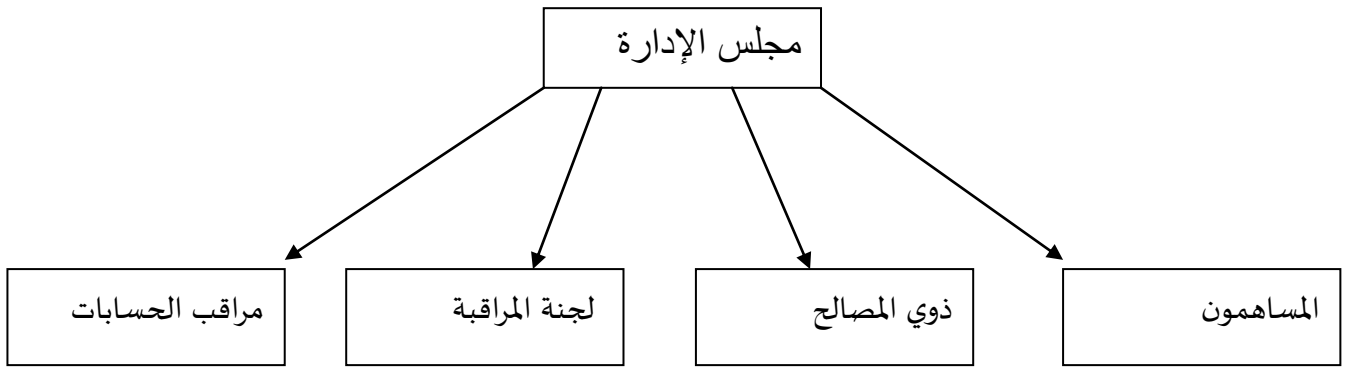 مجلس الإدارة
المساهمون
ذوي المصالح
لجنة المراقبة
مراقب الحسابات